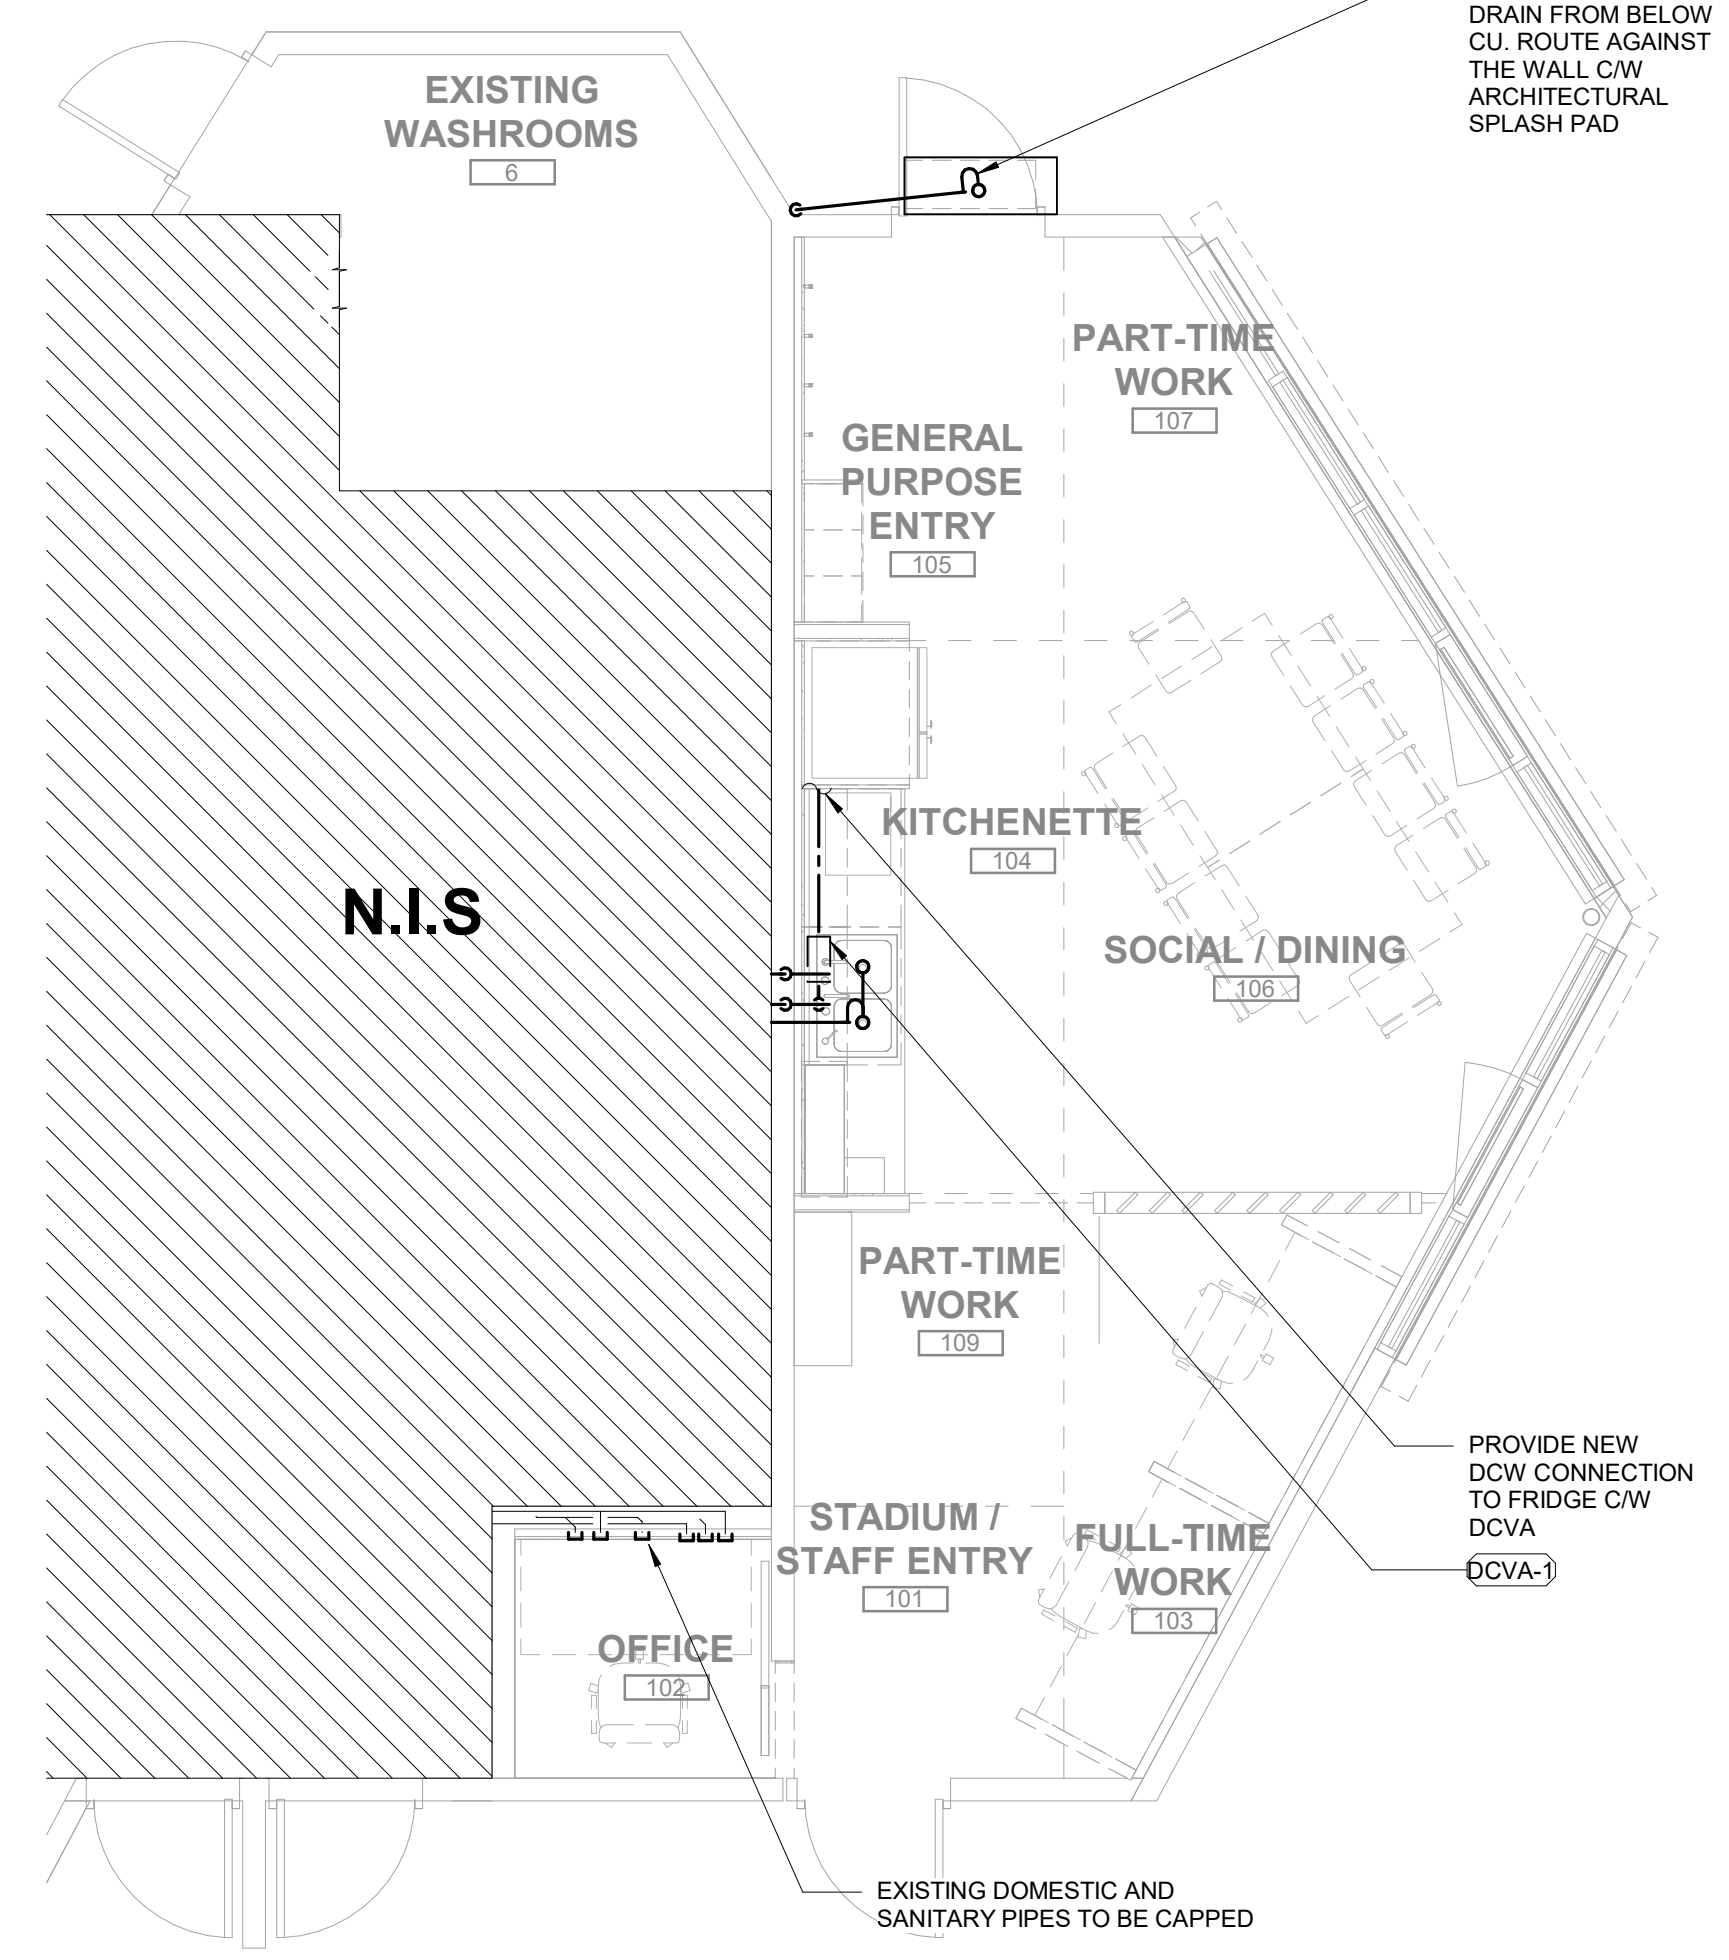 DRAIN FROM BELOW
CU. ROUTE AGAINST
THE WALL C/W
ARCHITECTURAL
SPLASH PAD
EXISTING
WASHROOMS
6
PART-TIME
WORK
107
GENERAL
PURPOSE
ENTRY
105
KITCHENETTE
104
N.I.S
SOCIAL / DINING
106
PART-TIME
WORK
109
PROVIDE NEW
DCW CONNECTION
TO FRIDGE C/W
DCVA
DCVA-1
STADIUM /
STAFF ENTRY
101
FULL-TIME
WORK
103
OFFICE
102
EXISTING DOMESTIC AND
SANITARY PIPES TO BE CAPPED